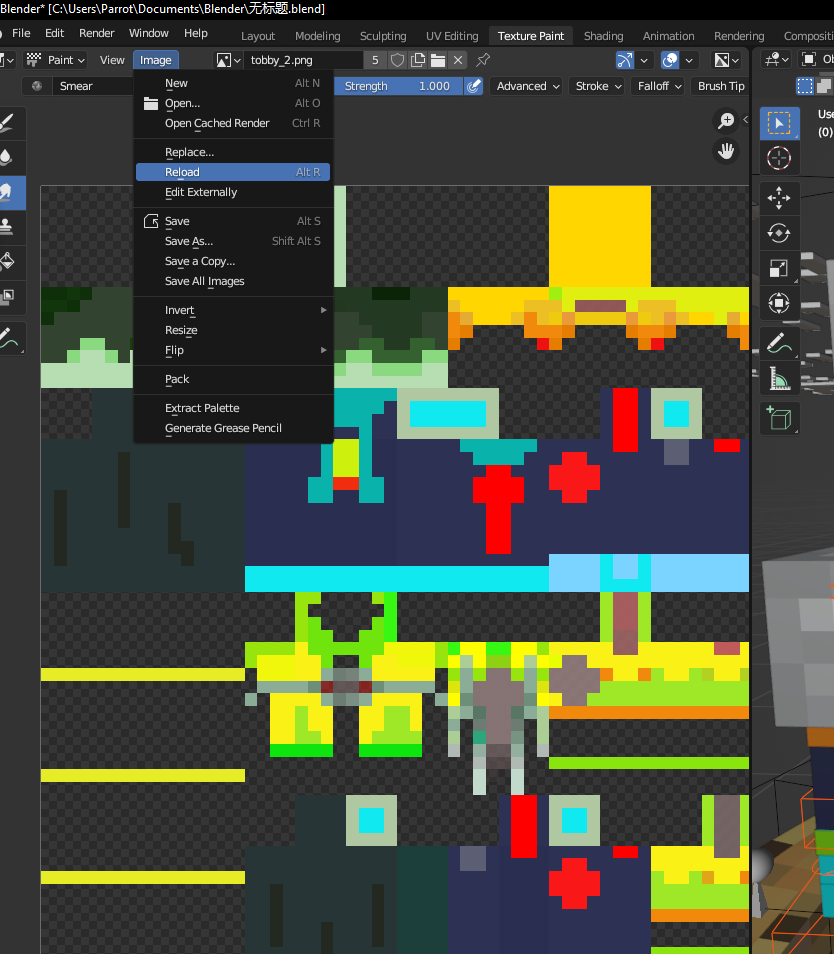 Blender* [C:\Users\Parrot\Documents\Blender\无标题.blend]
File Edit Render Window Help Layout Modeling Sculpting UV Editing Texture Paint Shading Animation Rendering Compositi
Paint View Image tobby_2.png 5 Ob
Smear Strength 1.000 Advanced Stroke Falloff Brush Tip
New Alt N
Open... Alt O
Open Cached Render Ctrl R
Replace...
Reload Alt R
Edit Externally
Save Alt S
Save As... Shift Alt S
Save a Copy...
Save All Images
Invert
Resize
Flip
Pack
Extract Palette
Generate Grease Pencil
Use
(0)